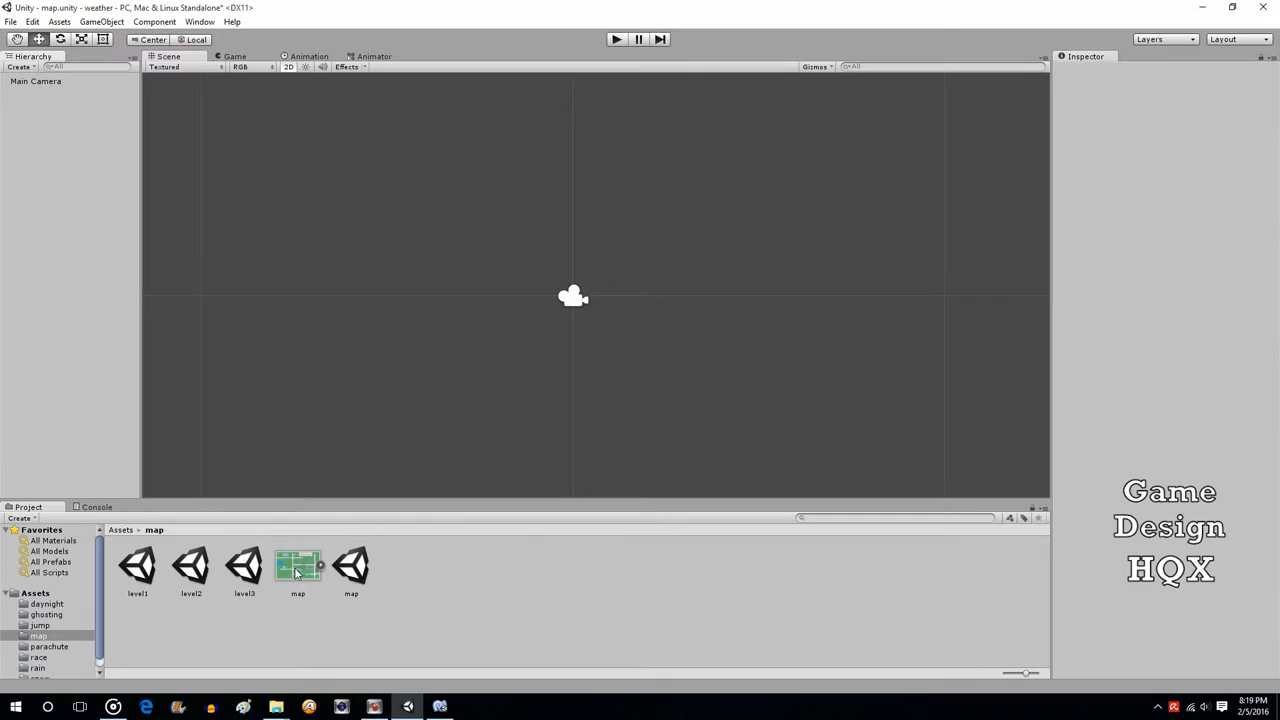 Unity - map.unity - weather - PC, Mac & Linux Standalone* <DX11>
File Edit Assets GameObject Component Window Help
Center Local Layers Layout
Hierarchy Scene Game Animation Animator Inspector
Create All Textured RGB 2D Effects Gizmos All
Main Camera
Project Console
Create
Favorites
All Materials
All Models
All Prefabs
All Scripts
Assets
daynight
ghosting
jump
map
parachute
race
rain
Assets map
level1 level2 level3 map map
Game
Design
HQX
8:19 PM
2/5/2016